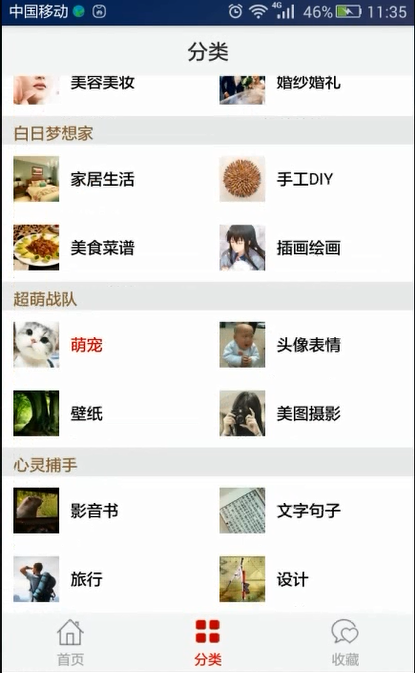 中国移动 4G 46% 11:35
分类
美容美妆 婚纱婚礼
白日梦想家
家居生活 手工DIY
美食菜谱 插画绘画
超萌战队
萌宠 头像表情
壁纸 美图摄影
心灵捕手
影音书 文字句子
旅行 设计
首页 分类 收藏